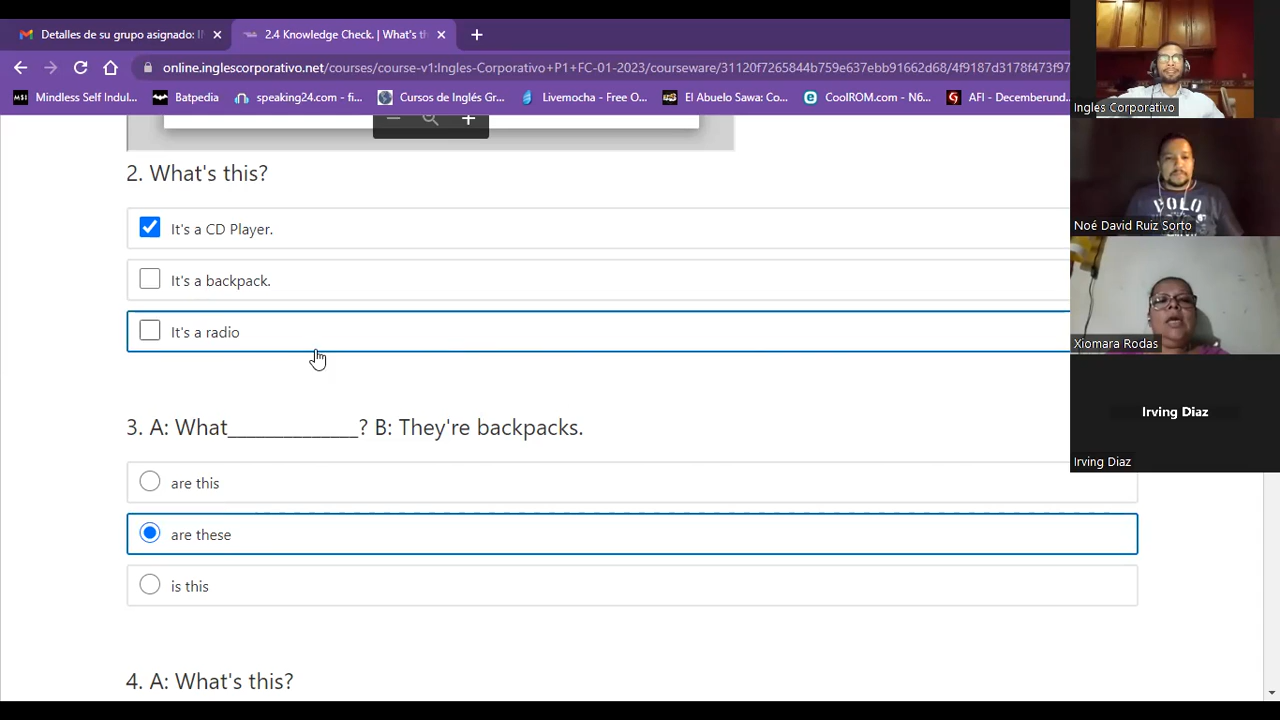 Detalles de su grupo asignado: II
2.4 Knowledge Check. | What's th
online.inglescorporativo.net/courses/course-v1:Ingles-Corporativo+P1+FC-01-2023/courseware/31120f7265844b759e637ebb91662d68/4f9187d3178f473f97
Mindless Self Indul...
Batpedia
speaking24.com - fi...
Cursos de Inglés Gr...
Livemocha - Free O...
El Abuelo Sawa: Co...
CoolROM.com - N6...
AFI - Decemberund...
2. What's this?
It's a CD Player.
It's a backpack.
It's a radio
3. A: What______________? B: They're backpacks.
are this
are these
is this
4. A: What's this?
Ingles Corporativo
POLO
Noé David Ruiz Sorto
Xiomara Rodas
Irving Diaz
Irving Diaz